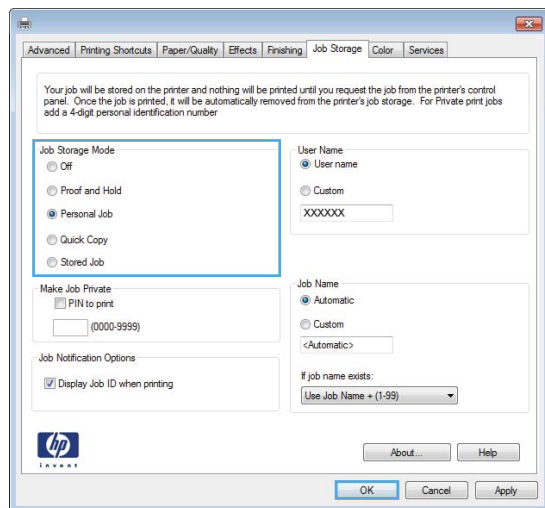 Advanced Printing Shortcuts Paper/Quality Effects Finishing Job Storage Color Services
Your job will be stored on the printer and nothing will be printed until you request the job from the printer's control
panel. Once the job is printed, it will be automatically removed from the printer's job storage. For Private print jobs
add a 4-digit personal identification number
Job Storage Mode
Off
Proof and Hold
Personal Job
Quick Copy
Stored Job
User Name
User name
Custom
XXXXXX
Make Job Private
PIN to print
(0000-9999)
Job Name
Automatic
Custom
<Automatic>
If job name exists:
Use Job Name + (1-99)
Job Notification Options
Display Job ID when printing
hp
invent
About... Help
OK Cancel Apply